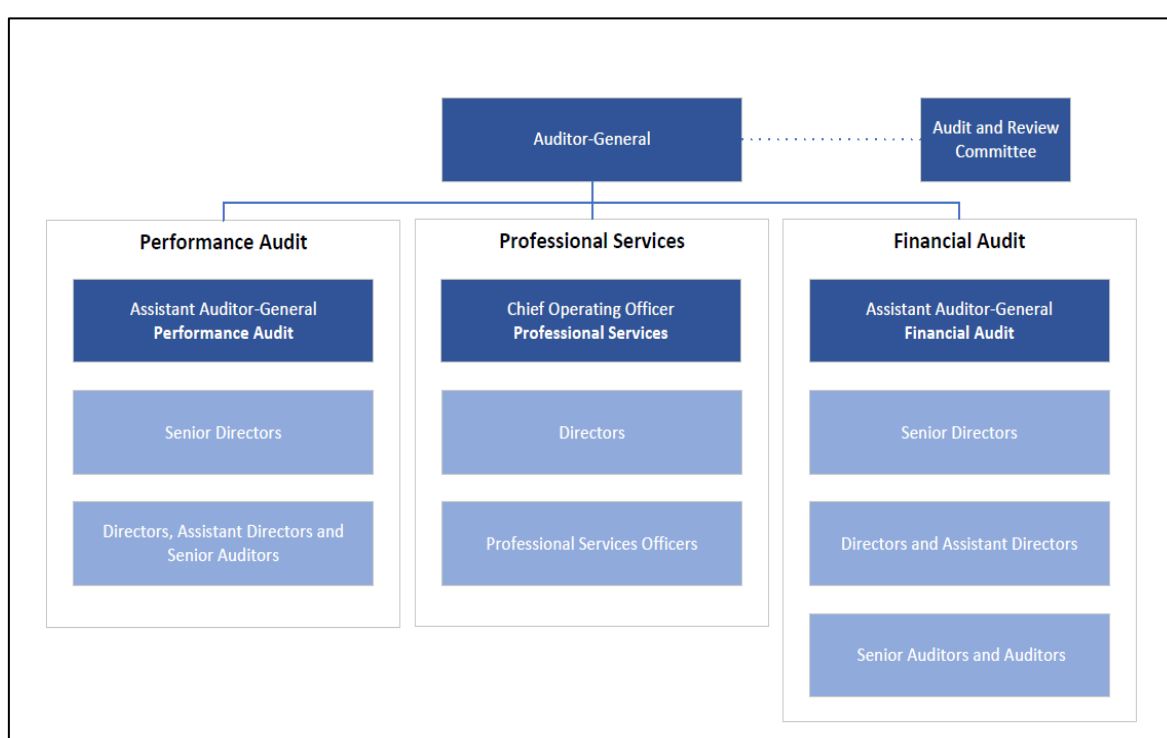 Auditor-General
Audit and Review
Committee
Performance Audit
Assistant Auditor-General
Performance Audit
Senior Directors
Directors, Assistant Directors and
Senior Auditors
Professional Services
Chief Operating Officer
Professional Services
Directors
Professional Services Officers
Financial Audit
Assistant Auditor-General
Financial Audit
Senior Directors
Directors and Assistant Directors
Senior Auditors and Auditors